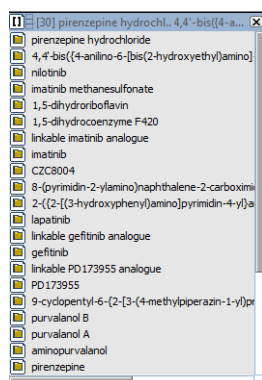 [30] pirenzepine hydrochl.. 4,4'-bis({4-a...
pirenzepine hydrochloride
4,4'-bis({4-anilino-6-[bis(2-hydroxyethyl)amino]
nilotinib
imatinib methanesulfonate
1,5-dihydroriboflavin
1,5-dihydrocoenzyme F420
linkable imatinib analogue
imatinib
CZC8004
8-(pyrimidin-2-ylamino)naphthalene-2-carboximi
2-({2-[(3-hydroxyphenyl)amino]pyrimidin-4-yl}a
lapatinib
linkable gefitinib analogue
gefitinib
linkable PD173955 analogue
PD173955
9-cyclopentyl-6-{2-[3-(4-methylpiperazin-1-yl)pr
purvalanol B
purvalanol A
aminopurvalanol
pirenzepine